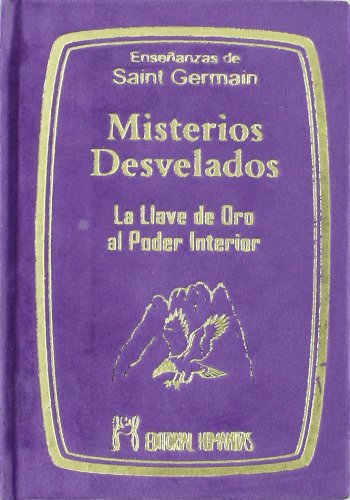 Enseñanzas de
Saint Germain
Misterios
Desvelados
La Llave de Oro
al Poder Interior
EDITORIAL HUMANITAS